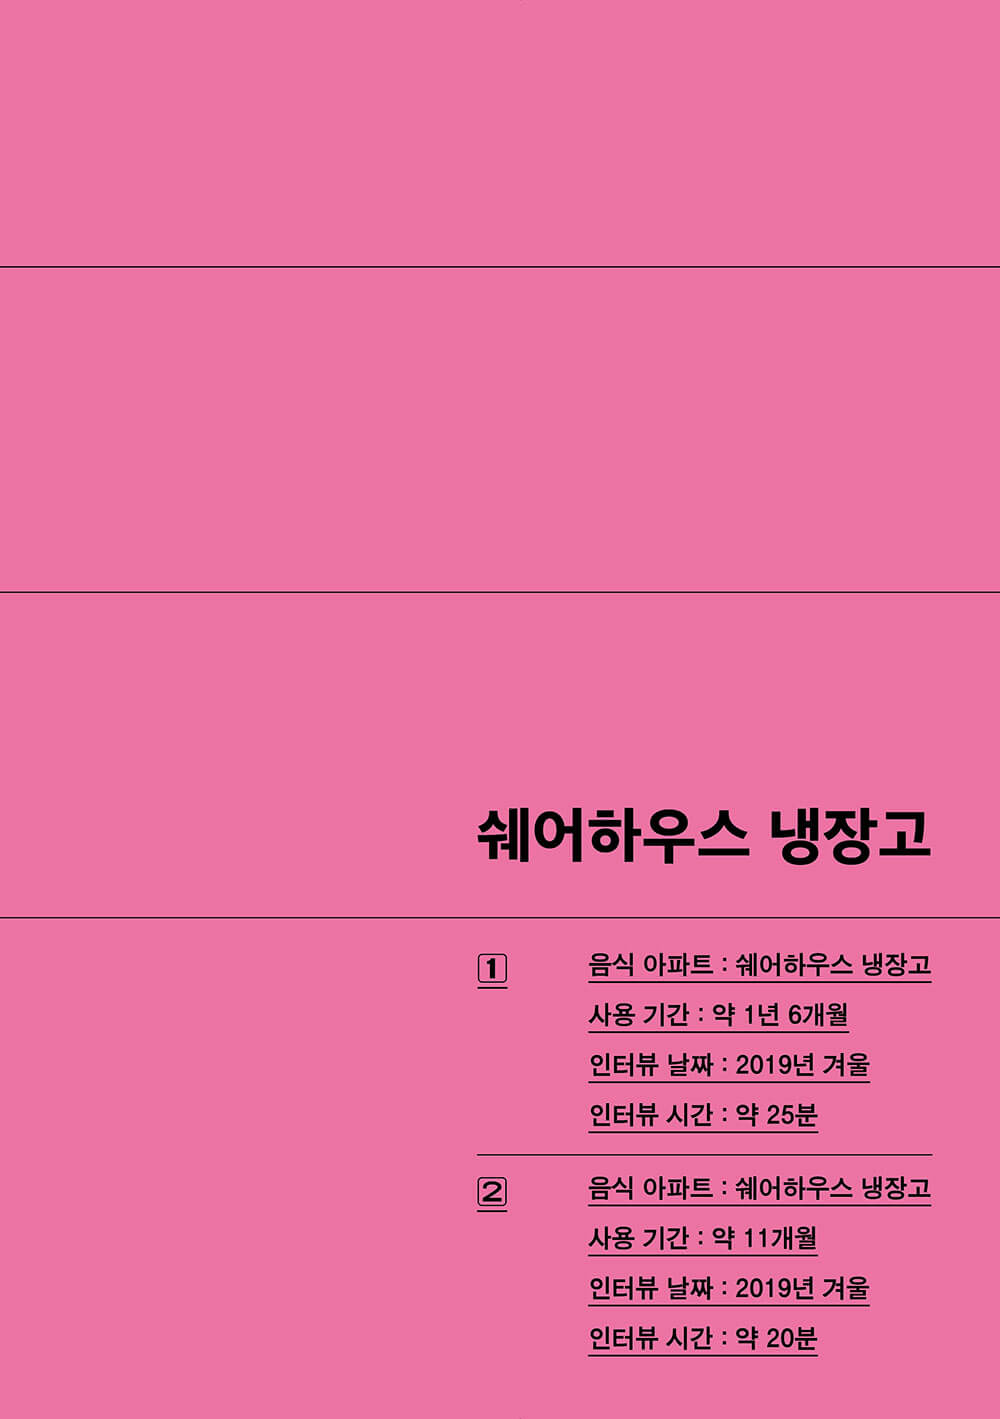 쉐어하우스 냉장고
1
음식 아파트 : 쉐어하우스 냉장고
사용 기간 : 약 1년 6개월
인터뷰 날짜 : 2019년 겨울
인터뷰 시간 : 약 25분
2
음식 아파트 : 쉐어하우스 냉장고
사용 기간 : 약 11개월
인터뷰 날짜 : 2019년 겨울
인터뷰 시간 : 약 20분